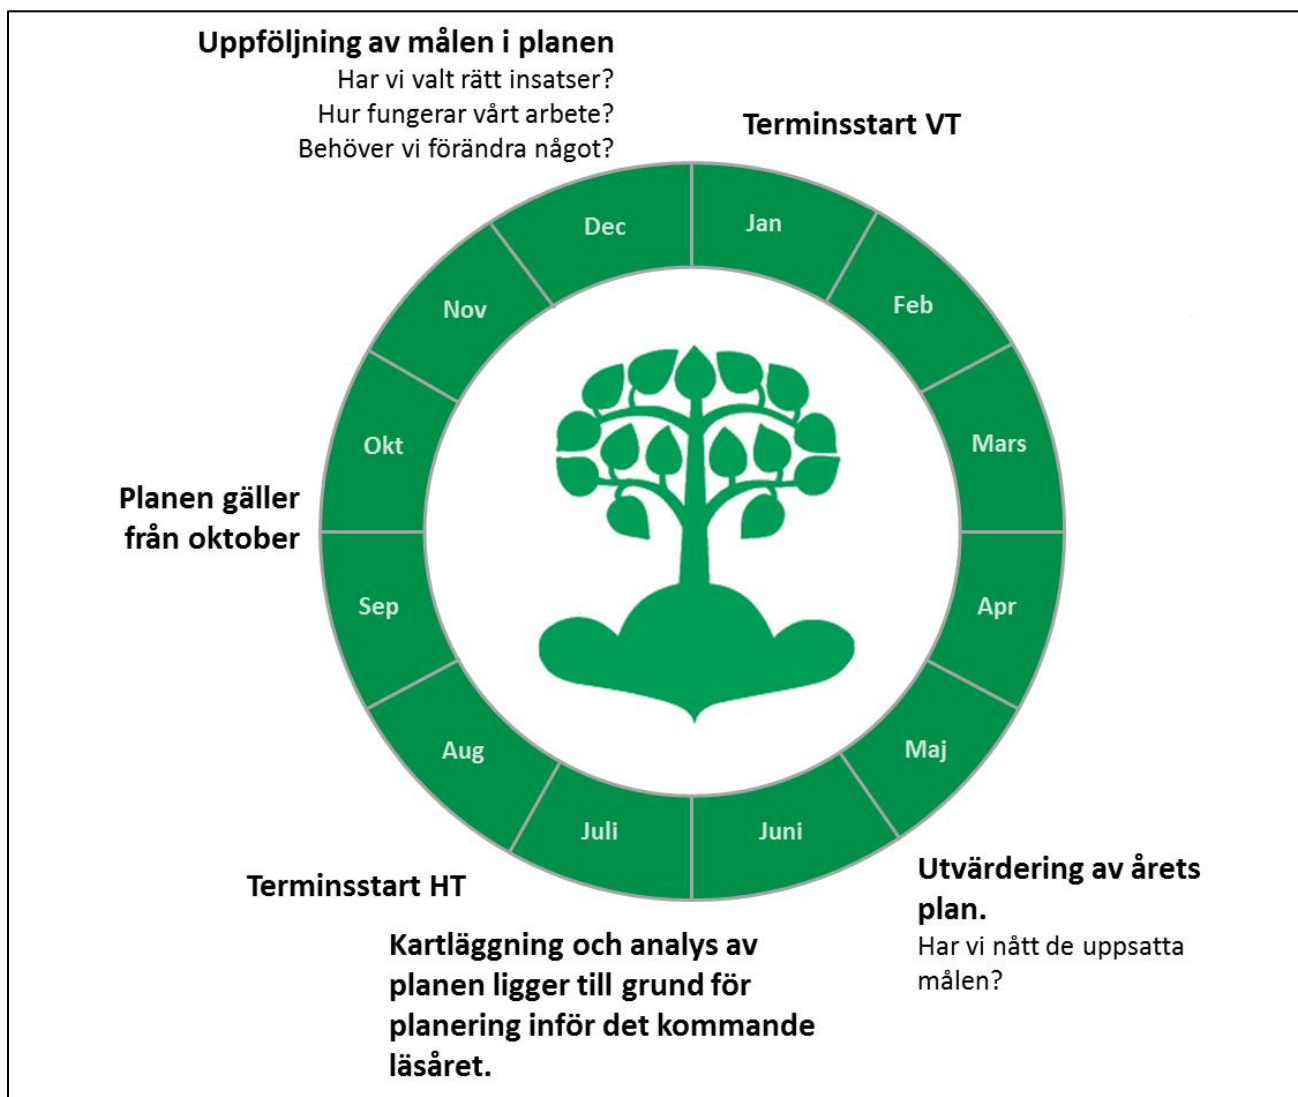 Uppföljning av målen i planen
Har vi valt rätt insatser?
Hur fungerar vårt arbete?
Behöver vi förändra något?
Terminsstart VT
Dec
Jan
Nov
Feb
Okt
Mars
Planen gäller
från oktober
Sep
Apr
Aug
Maj
Juli
Juni
Terminsstart HT
Utvärdering av årets
plan.
Har vi nått de uppsatta
målen?
Kartläggning och analys av
planen ligger till grund för
planering inför det kommande
läsåret.